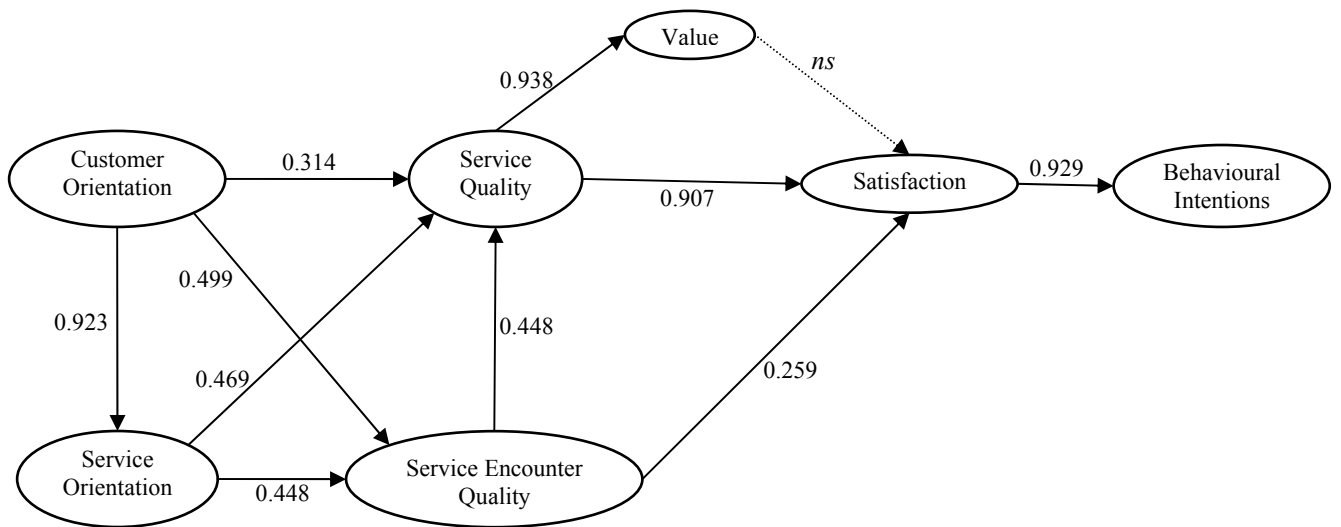 Value
ns
0.938
Customer
Orientation
0.314
Service
Quality
0.907
Satisfaction
0.929
Behavioural
Intentions
0.499
0.923
0.448
0.469
0.259
Service
Orientation
0.448
Service Encounter
Quality